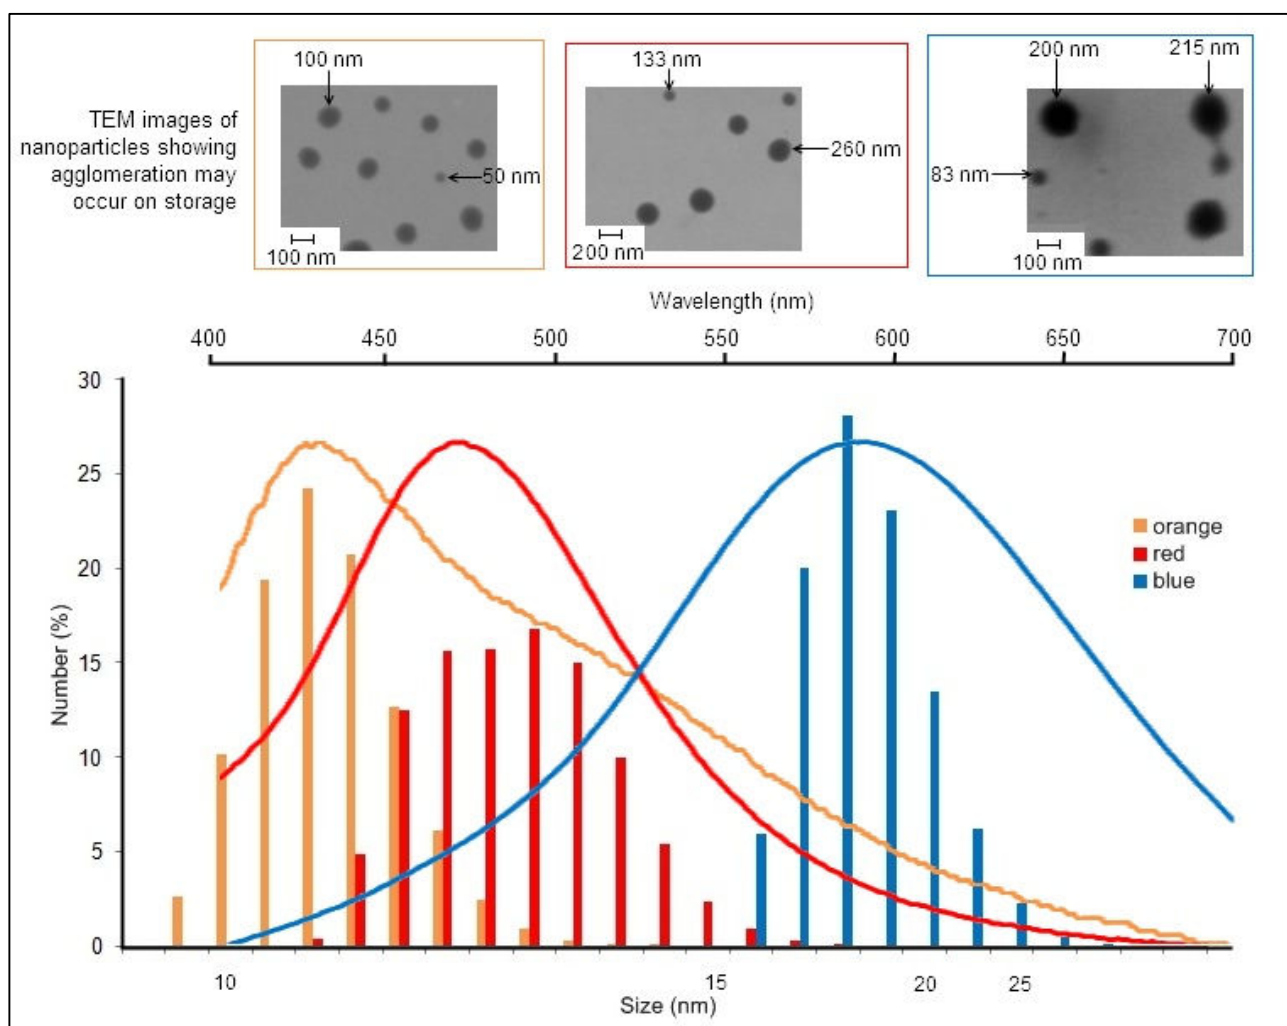 100 nm
133 nm
200 nm
215 nm
TEM images of
nanoparticles showing
agglomeration may
occur on storage
50 nm
260 nm
83 nm
100 nm
200 nm
100 nm
Wavelength (nm)
400
450
500
550
600
650
700
30
25
20
15
10
5
0
Number (%)
orange
red
blue
10
15
20
25
Size (nm)